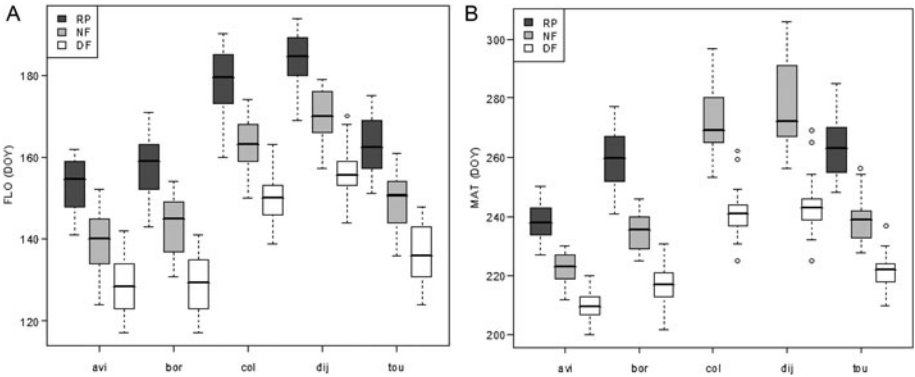 A
RP
NF
DF
FLO (DOY)
180
160
140
120
avi bor col dij tou
B
RP
NF
DF
MAT (DOY)
300
280
260
240
220
200
avi bor col dij tou